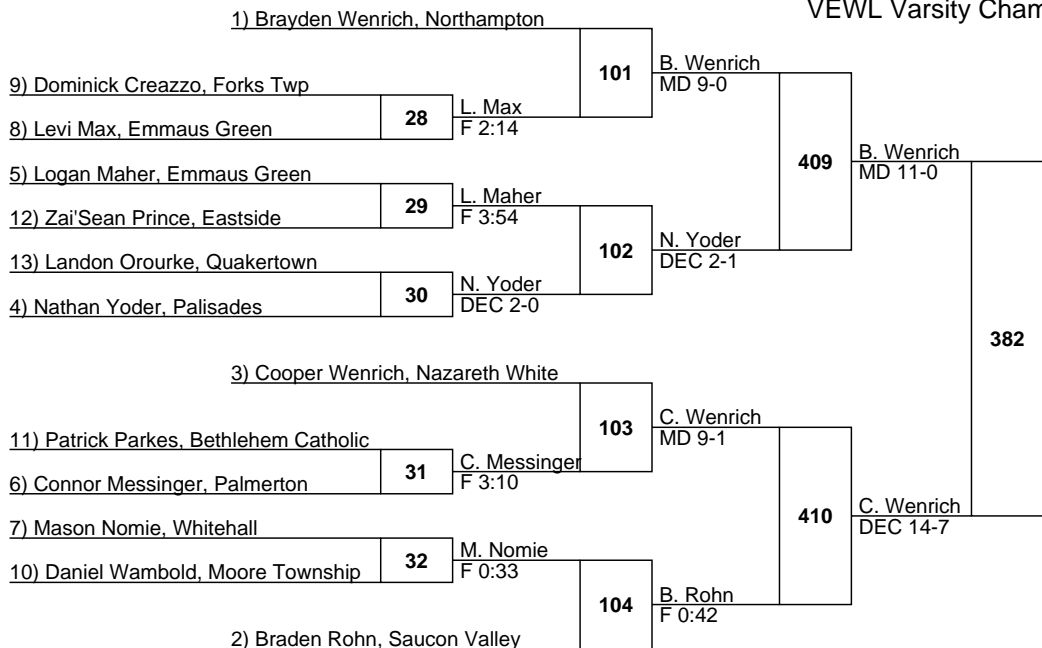 VEWL Varsity Cham
1) Brayden Wenrich, Northampton
101
B. Wenrich
MD 9-0
9) Dominick Creazzo, Forks Twp
28
L. Max
F 2:14
8) Levi Max, Emmaus Green
409
B. Wenrich
MD 11-0
5) Logan Maher, Emmaus Green
29
L. Maher
F 3:54
12) Zai'Sean Prince, Eastside
102
N. Yoder
DEC 2-1
13) Landon Orourke, Quakertown
30
N. Yoder
DEC 2-0
4) Nathan Yoder, Palisades
382
3) Cooper Wenrich, Nazareth White
103
C. Wenrich
MD 9-1
11) Patrick Parkes, Bethlehem Catholic
31
C. Messinger
F 3:10
6) Connor Messinger, Palmerton
410
C. Wenrich
DEC 14-7
7) Mason Nomie, Whitehall
32
M. Nomie
F 0:33
10) Daniel Wambold, Moore Township
104
B. Rohn
F 0:42
2) Braden Rohn, Saucon Valley